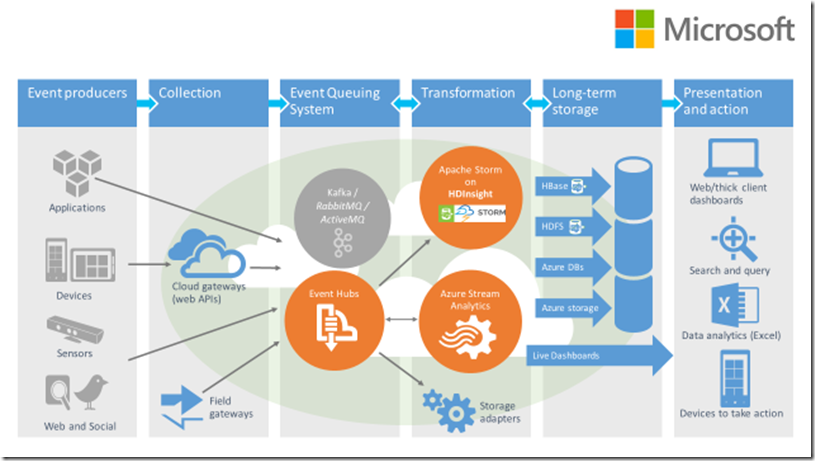 Microsoft
Event producers
Collection
Event Queuing
System
Transformation
Long-term
storage
Presentation
and action
Applications
Devices
Sensors
Web and Social
Cloud gateways
(web APIs)
Field
gateways
Kafka /
RabbitMQ /
ActiveMQ
Event Hubs
Apache Storm
on
HDInsight
STORM
Azure Stream
Analytics
Storage
adapters
HBase
HDFS
Azure DBs
Azure storage
Live Dashboards
Web/thick client
dashboards
Search and query
X
Data analytics (Excel)
Devices to take action